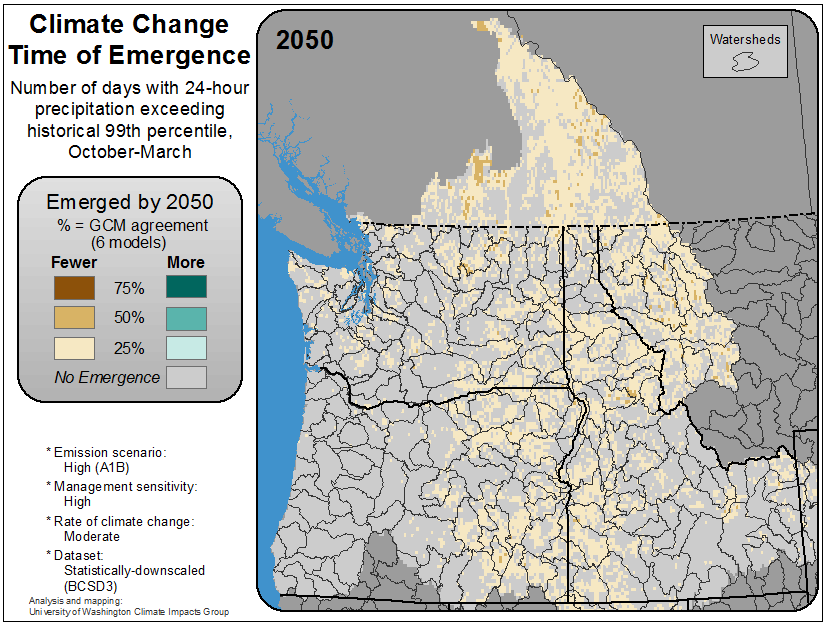 Climate Change
Time of Emergence
Number of days with 24-hour
precipitation exceeding
historical 99th percentile,
October-March
Emerged by 2050
% = GCM agreement
(6 models)
Fewer More
75%
50%
25%
No Emergence
* Emission scenario:
High (A1B)
* Management sensitivity:
High
* Rate of climate change:
Moderate
* Dataset:
Statistically-downscaled
(BCSD3)
Analysis and mapping:
University of Washington Climate Impacts Group
2050
Watersheds